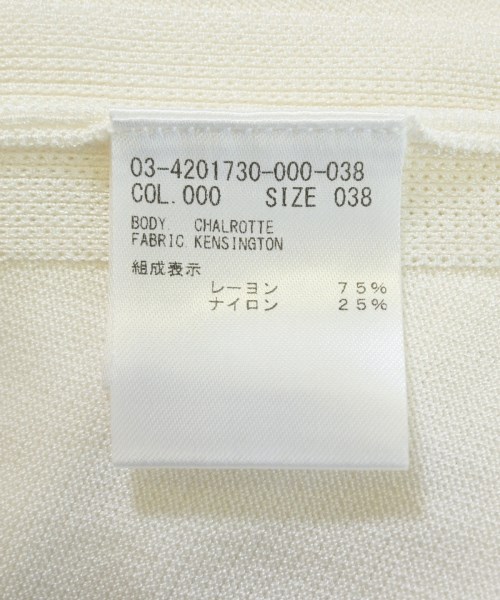 03-4201730-000-038
COL.000 SIZE 038
BODY. CHALROTTE
FABRIC KENSINGTON
組成表示
レーヨン 75%
ナイロン 25%